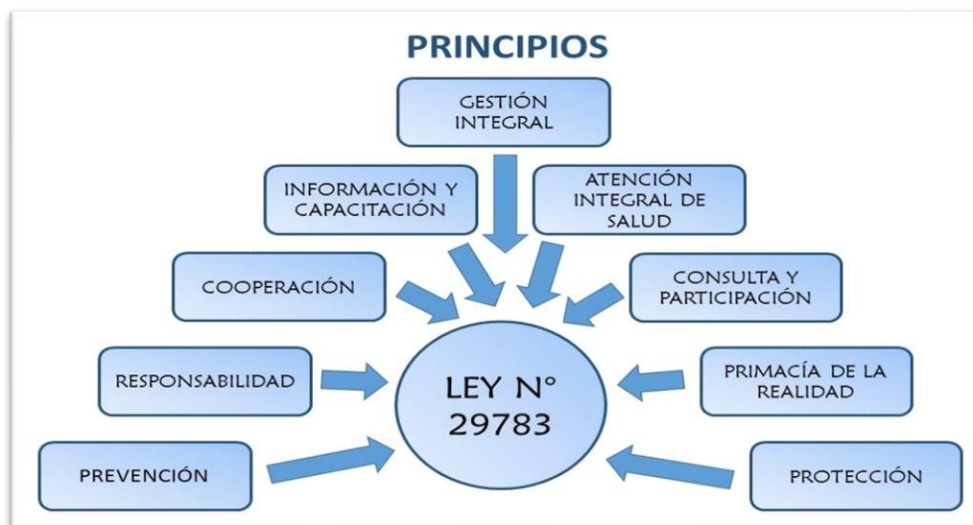 PRINCIPIOS
GESTIÓN
INTEGRAL
INFORMACIÓN Y
CAPACITACIÓN
ATENCIÓN
INTEGRAL DE
SALUD
COOPERACIÓN
CONSULTA Y
PARTICIPACIÓN
RESPONSABILIDAD
LEY N°
29783
PRIMACÍA DE LA
REALIDAD
PREVENCIÓN
PROTECCIÓN